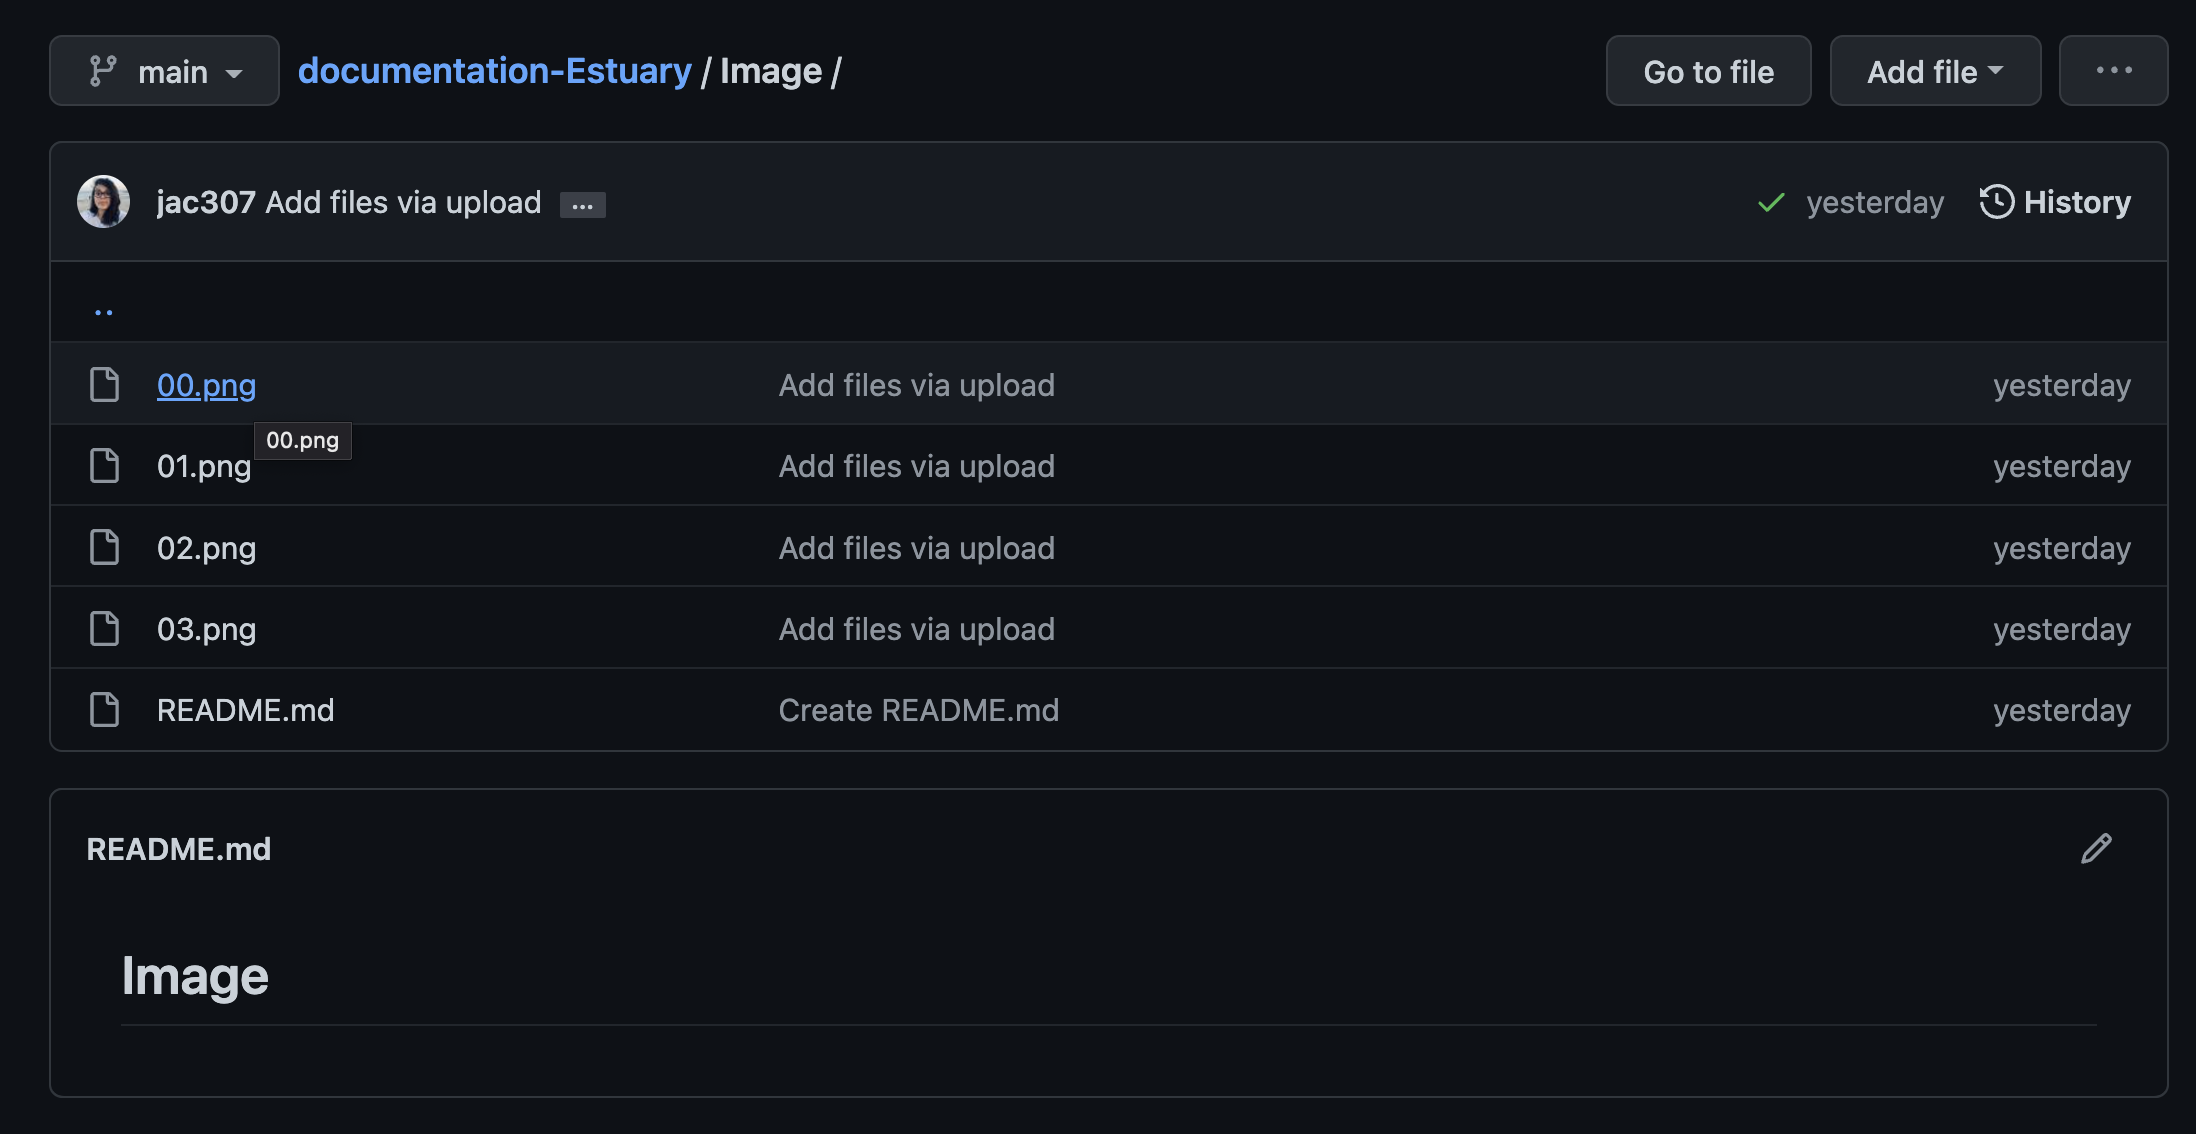 main documentation-Estuary / Image / Go to file Add file ...
jac307 Add files via upload ... yesterday History
..
00.png Add files via upload yesterday
00.png
01.png Add files via upload yesterday
02.png Add files via upload yesterday
03.png Add files via upload yesterday
README.md Create README.md yesterday
README.md
Image